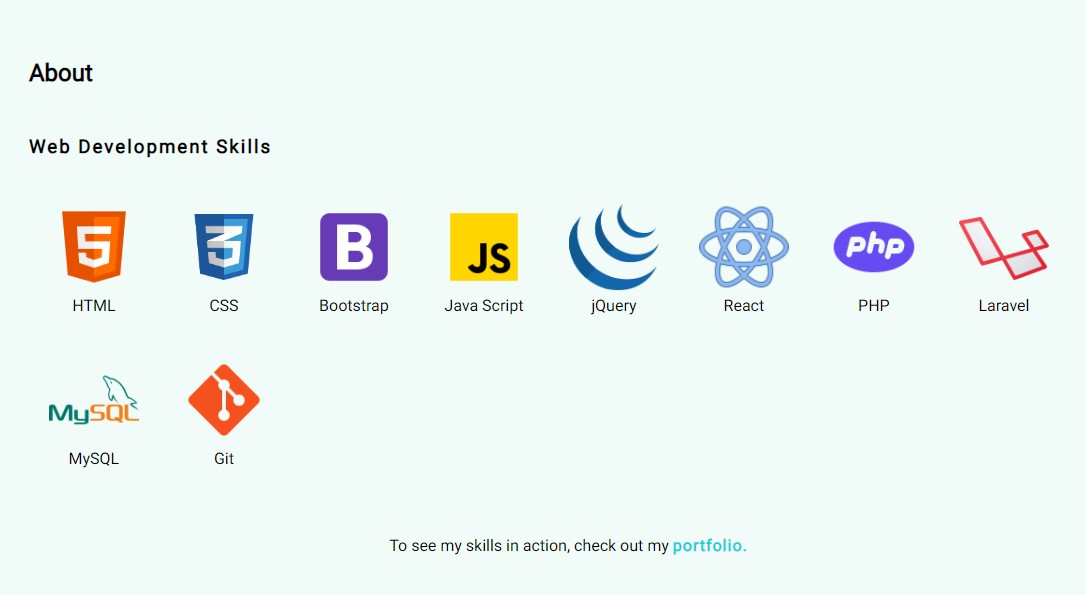 About
Web Development Skills
5 3 B JS php
HTML CSS Bootstrap Java Script jQuery React PHP Laravel
MySQL
MySQL Git
To see my skills in action, check out my portfolio.